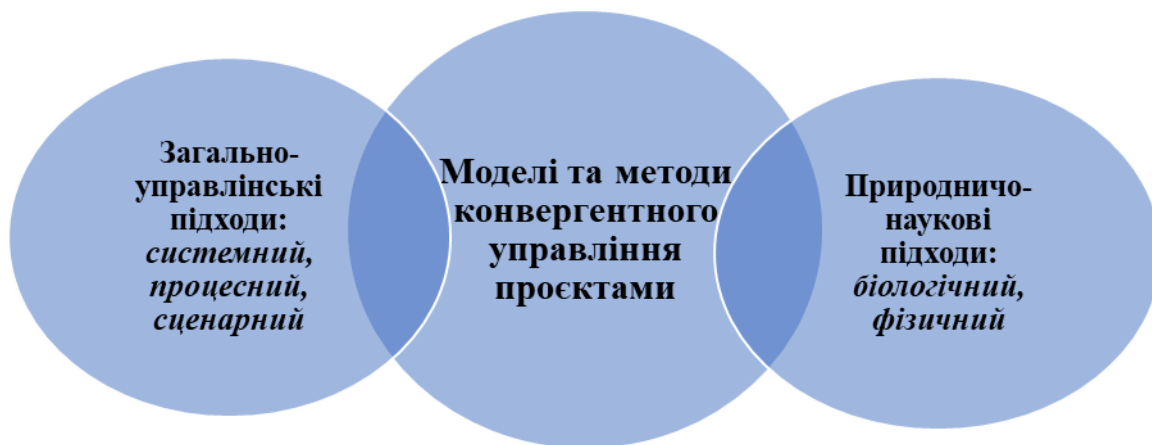 Загально-
управлінські
підходи:
системний,
процесний,
сценарний
Моделі та методи
конвергентного
управління
проєктами
Природничо-
наукові
підходи:
біологічний,
фізичний